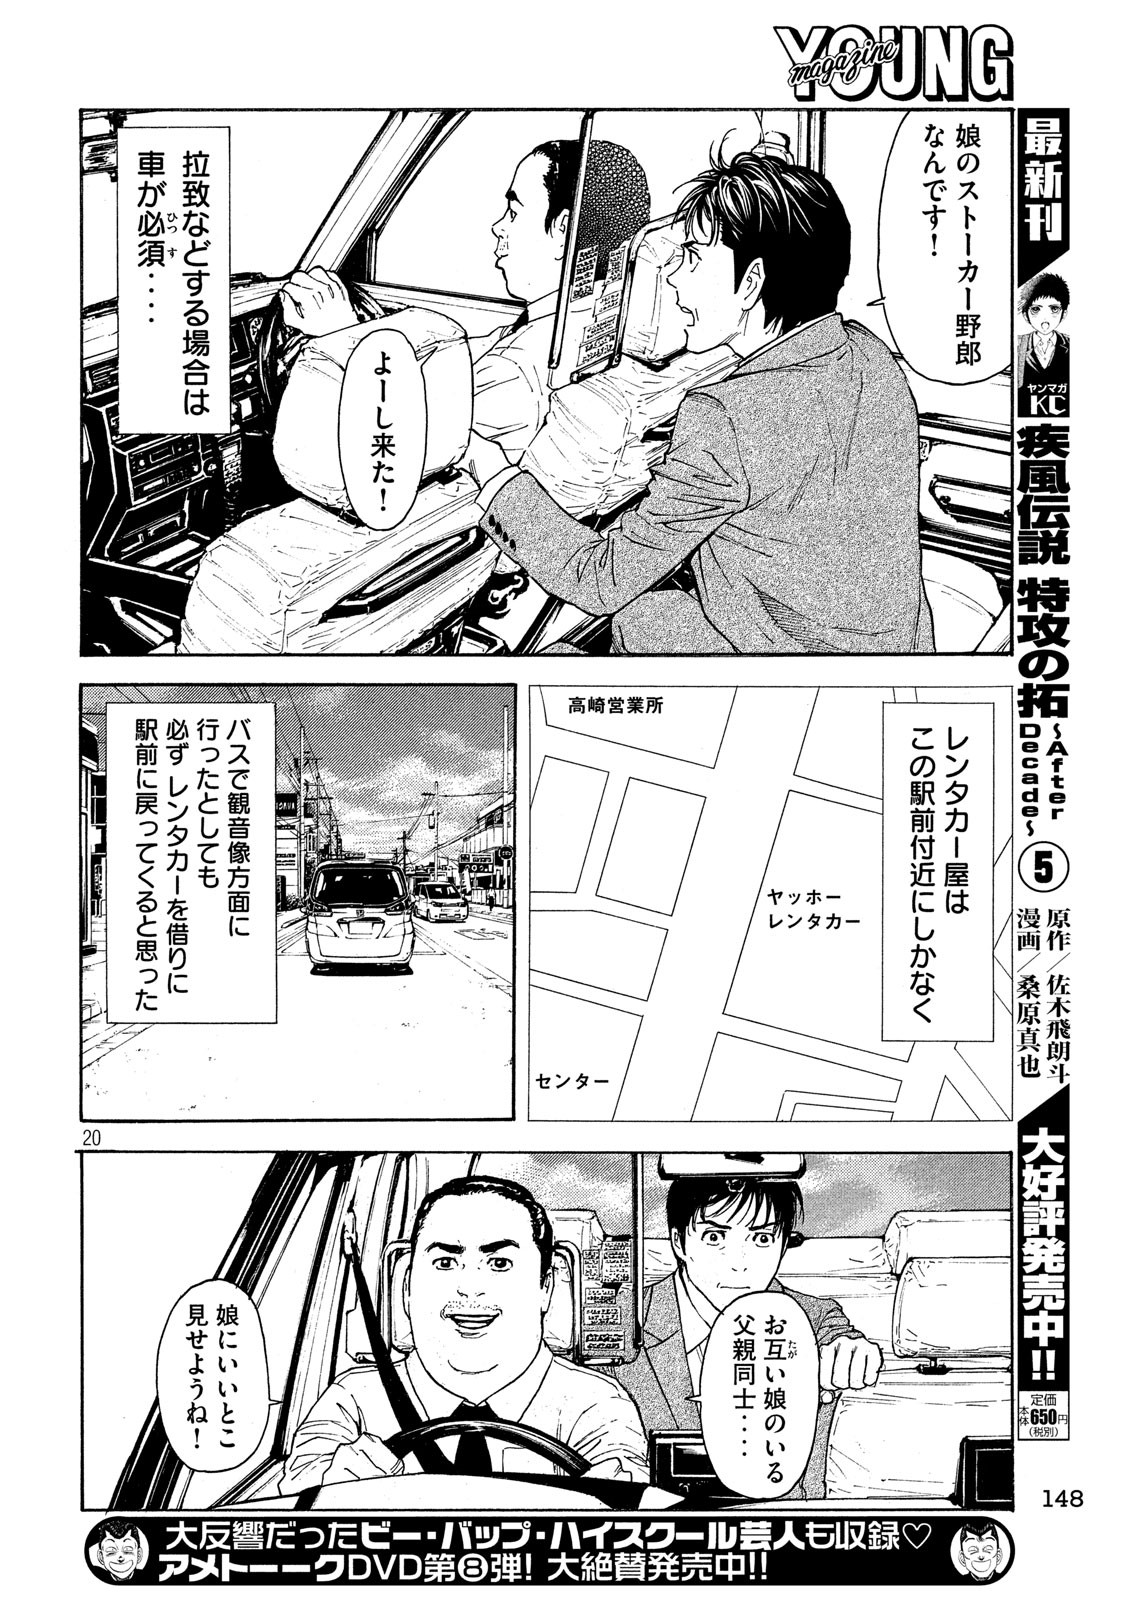 YOUNG
magazine
娘のストーカー野郎
なんです！
よーし来た！
拉致などする場合は
車が必須‥‥
ひっす
レンタカー屋は
この駅前付近にしかなく
高崎営業所
ヤッホー
レンタカー
センター
バスで観音像方面に
行ったとしても
必ず レンタカーを借りに
駅前に戻ってくると思った
20
お互い娘のいる
たが
父親同士‥‥
娘にいいとこ
見せようね！
最新刊
ヤンマガ
KC
疾風伝説 特攻の拓
〜After
Decade〜
5
原作／佐木飛朗斗
漫画／桑原真也
大好評発売中!!
定価
本体650円
（税別）
148
大反響だったビー・バップ・ハイスクール芸人も収録♡
アメトーークDVD第⑧弾！ 大絶賛発売中!!